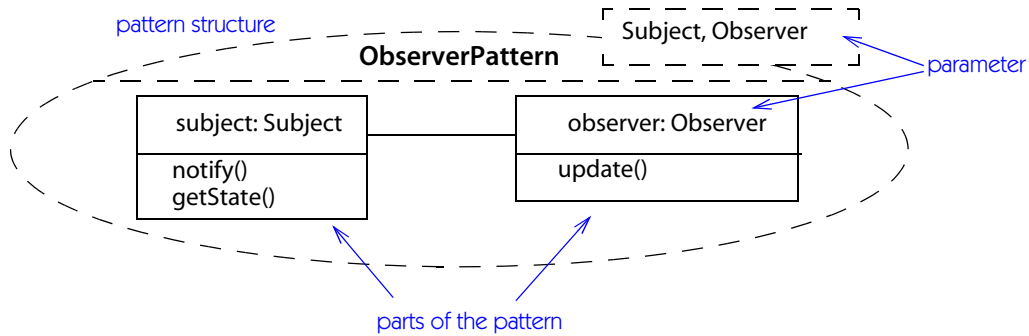 pattern structure
Subject, Observer
ObserverPattern
parameter
subject: Subject
observer: Observer
notify()
getState()
update()
parts of the pattern